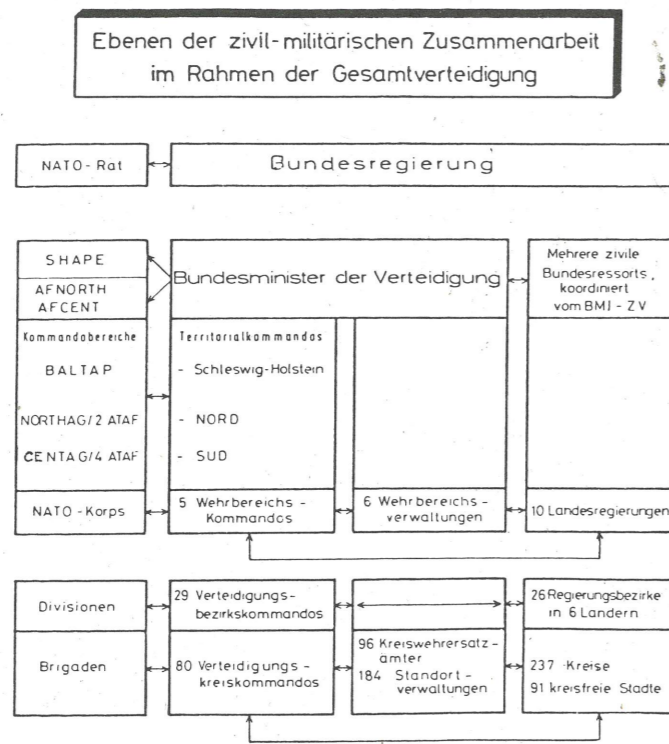 Ebenen der zivil-militärischen Zusammenarbeit
im Rahmen der Gesamtverteidigung
NATO-Rat
Bundesregierung
SHAPE
AFNORTH
AFCENT
Bundesminister der Verteidigung
Mehrere zivile
Bundesressorts,
koordiniert
vom BMJ - ZV
Kommandobereiche
BALTAP
NORTHAG/2 ATAF
CENTAG/4 ATAF
Territorialkommandos
- Schleswig-Holstein
- NORD
- SUD
NATO-Korps
5 Wehrbereichs-
Kommandos
6 Wehrbereichs-
verwaltungen
10 Landesregierungen
Divisionen
29 Verteidigungs-
bezirkskommandos
26 Regierungsbezirke
in 6 Landern
Brigaden
80 Verteidigungs-
kreiskommandos
96 Kreiswehrersatz-
ämter
184 Standort-
verwaltungen
237 Kreise
91 kreisfreie Stadte